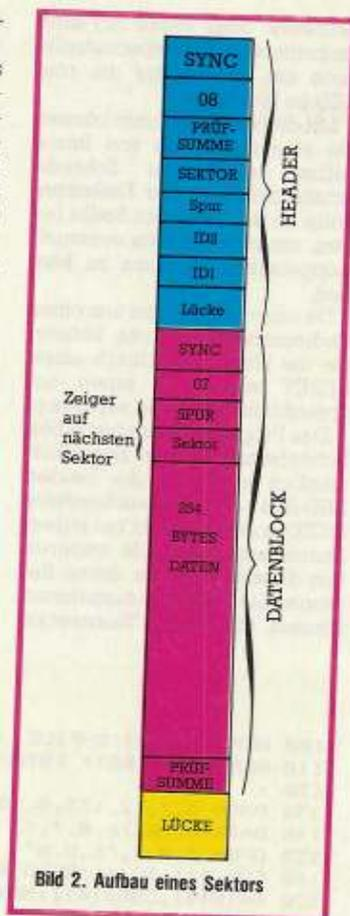 SYNC
08
PRÜF-
SUMME
SEKTOR
Spur
ID2
ID1
Lücke
HEADER
SYNC
07
Zeiger
auf
nächsten
Sektor
SPUR
Sektor
254
BYTES
DATEN
DATENBLOCK
PRÜF-
SUMME
LÜCKE
Bild 2. Aufbau eines Sektors